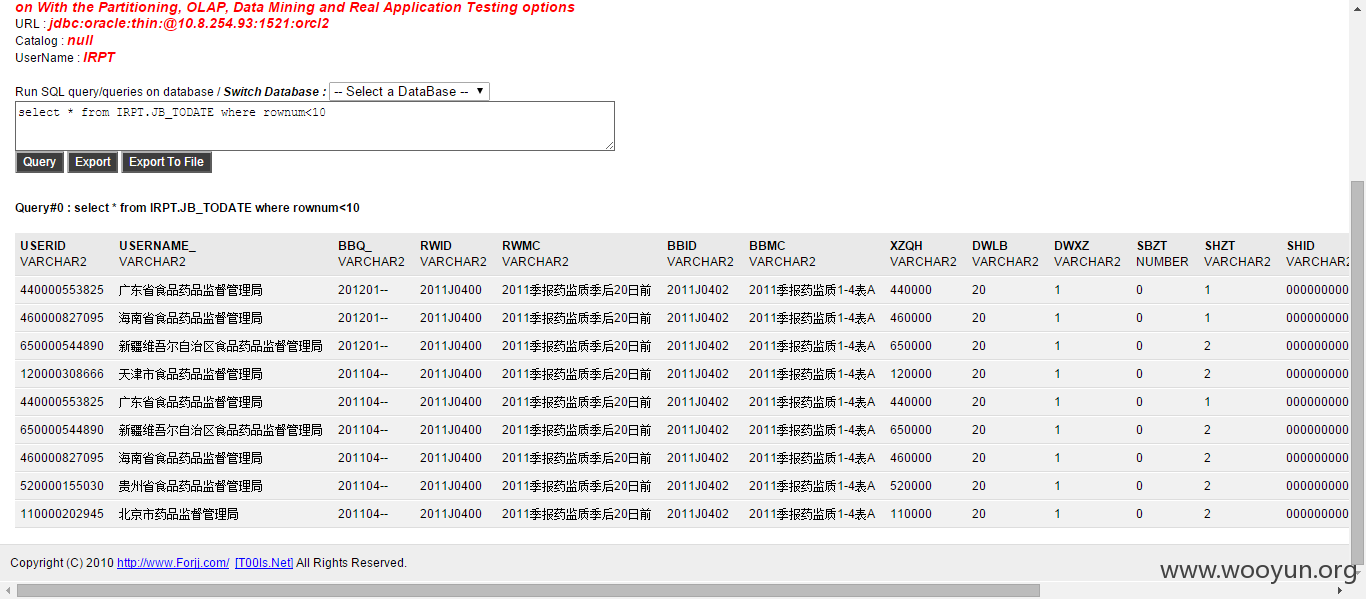 on With the Partitioning, OLAP, Data Mining and Real Application Testing options
URL : jdbc:oracle:thin:@10.8.254.93:1521:orcl2
Catalog : null
UserName : IRPT
Run SQL query/queries on database / Switch Database : -- Select a DataBase -- ▼
select * from IRPT.JB_TODATE where rownum<10
Query Export Export To File
Query#0 : select * from IRPT.JB_TODATE where rownum<10
USERID USERNAME_ BBQ_ RWID RWMC BBID BBMC XZQH DWLB DWXZ SBZT SHZT SHID
VARCHAR2 VARCHAR2 VARCHAR2 VARCHAR2 VARCHAR2 VARCHAR2 VARCHAR2 VARCHAR2 VARCHAR2 VARCHAR2 NUMBER VARCHAR2 VARCHAR2
440000553825 广东省食品药品监督管理局 201201-- 2011J0400 2011季报药监质季后20日前 2011J0402 2011季报药监质1-4表A 440000 20 1 0 1 000000000
460000827095 海南省食品药品监督管理局 201201-- 2011J0400 2011季报药监质季后20日前 2011J0402 2011季报药监质1-4表A 460000 20 1 0 1 000000000
650000544890 新疆维吾尔自治区食品药品监督管理局 201201-- 2011J0400 2011季报药监质季后20日前 2011J0402 2011季报药监质1-4表A 650000 20 1 0 2 000000000
120000308666 天津市食品药品监督管理局 201104-- 2011J0400 2011季报药监质季后20日前 2011J0402 2011季报药监质1-4表A 120000 20 1 0 2 000000000
440000553825 广东省食品药品监督管理局 201104-- 2011J0400 2011季报药监质季后20日前 2011J0402 2011季报药监质1-4表A 440000 20 1 0 1 000000000
650000544890 新疆维吾尔自治区食品药品监督管理局 201104-- 2011J0400 2011季报药监质季后20日前 2011J0402 2011季报药监质1-4表A 650000 20 1 0 2 000000000
460000827095 海南省食品药品监督管理局 201104-- 2011J0400 2011季报药监质季后20日前 2011J0402 2011季报药监质1-4表A 460000 20 1 0 2 000000000
520000155030 贵州省食品药品监督管理局 201104-- 2011J0400 2011季报药监质季后20日前 2011J0402 2011季报药监质1-4表A 520000 20 1 0 2 000000000
110000202945 北京市药品监督管理局 201104-- 2011J0400 2011季报药监质季后20日前 2011J0402 2011季报药监质1-4表A 110000 20 1 0 2 000000000
Copyright (C) 2010 http://www.Forjj.com/ [T00ls.Net] All Rights Reserved.
www.wooyun.org